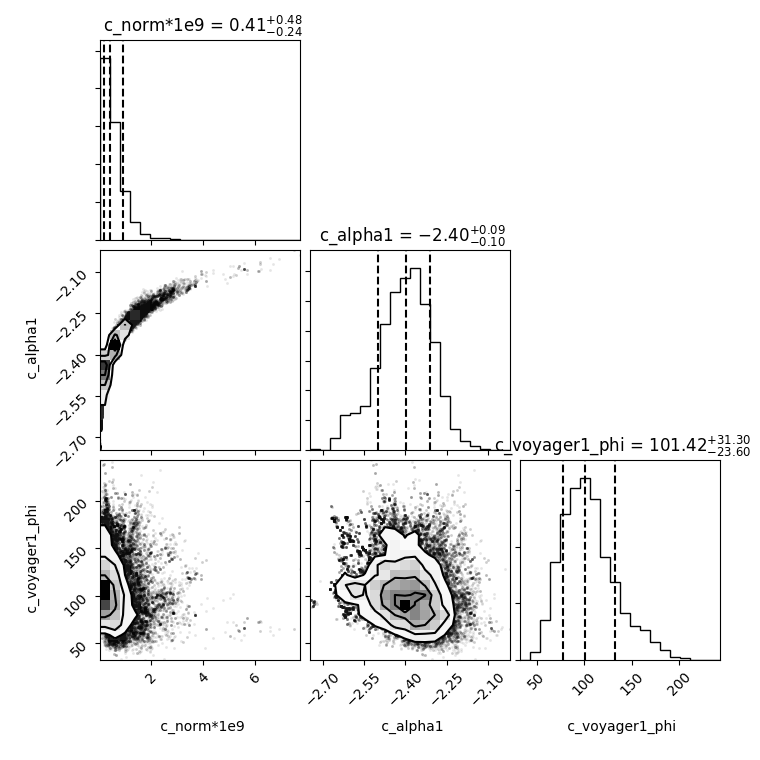 c_norm*1e9 = 0.41+0.48 −0.24
c_alpha1 = −2.40+0.09 −0.10
−2.10
−2.25
−2.40
−2.55
−2.70
c_alpha1
c_voyager1_phi = 101.42+31.30 −23.60
200
150
100
50
c_voyager1_phi
2 4 6
−2.70 −2.55 −2.40 −2.25 −2.10
50 100 150 200
c_norm*1e9 c_alpha1 c_voyager1_phi